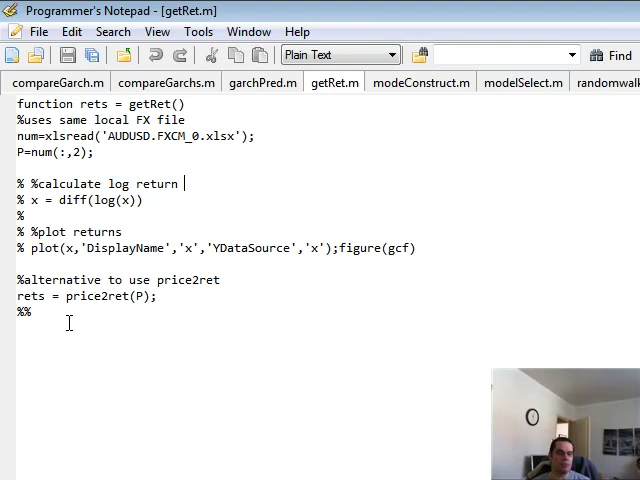 Programmer's Notepad - [getRet.m]
File Edit Search View Tools Window Help
Plain Text
Find
compareGarch.m compareGarchs.m garchPred.m getRet.m modeConstruct.m modelSelect.m randomwalk
function rets = getRet()
%uses same local FX file
num=xlsread('AUDUSD.FXCM_0.xlsx');
P=num(:,2);
% %calculate log return
% x = diff(log(x))
%
% %plot returns
% plot(x,'DisplayName','x','YDataSource','x');figure(gcf)
%alternative to use price2ret
rets = price2ret(P);
%%